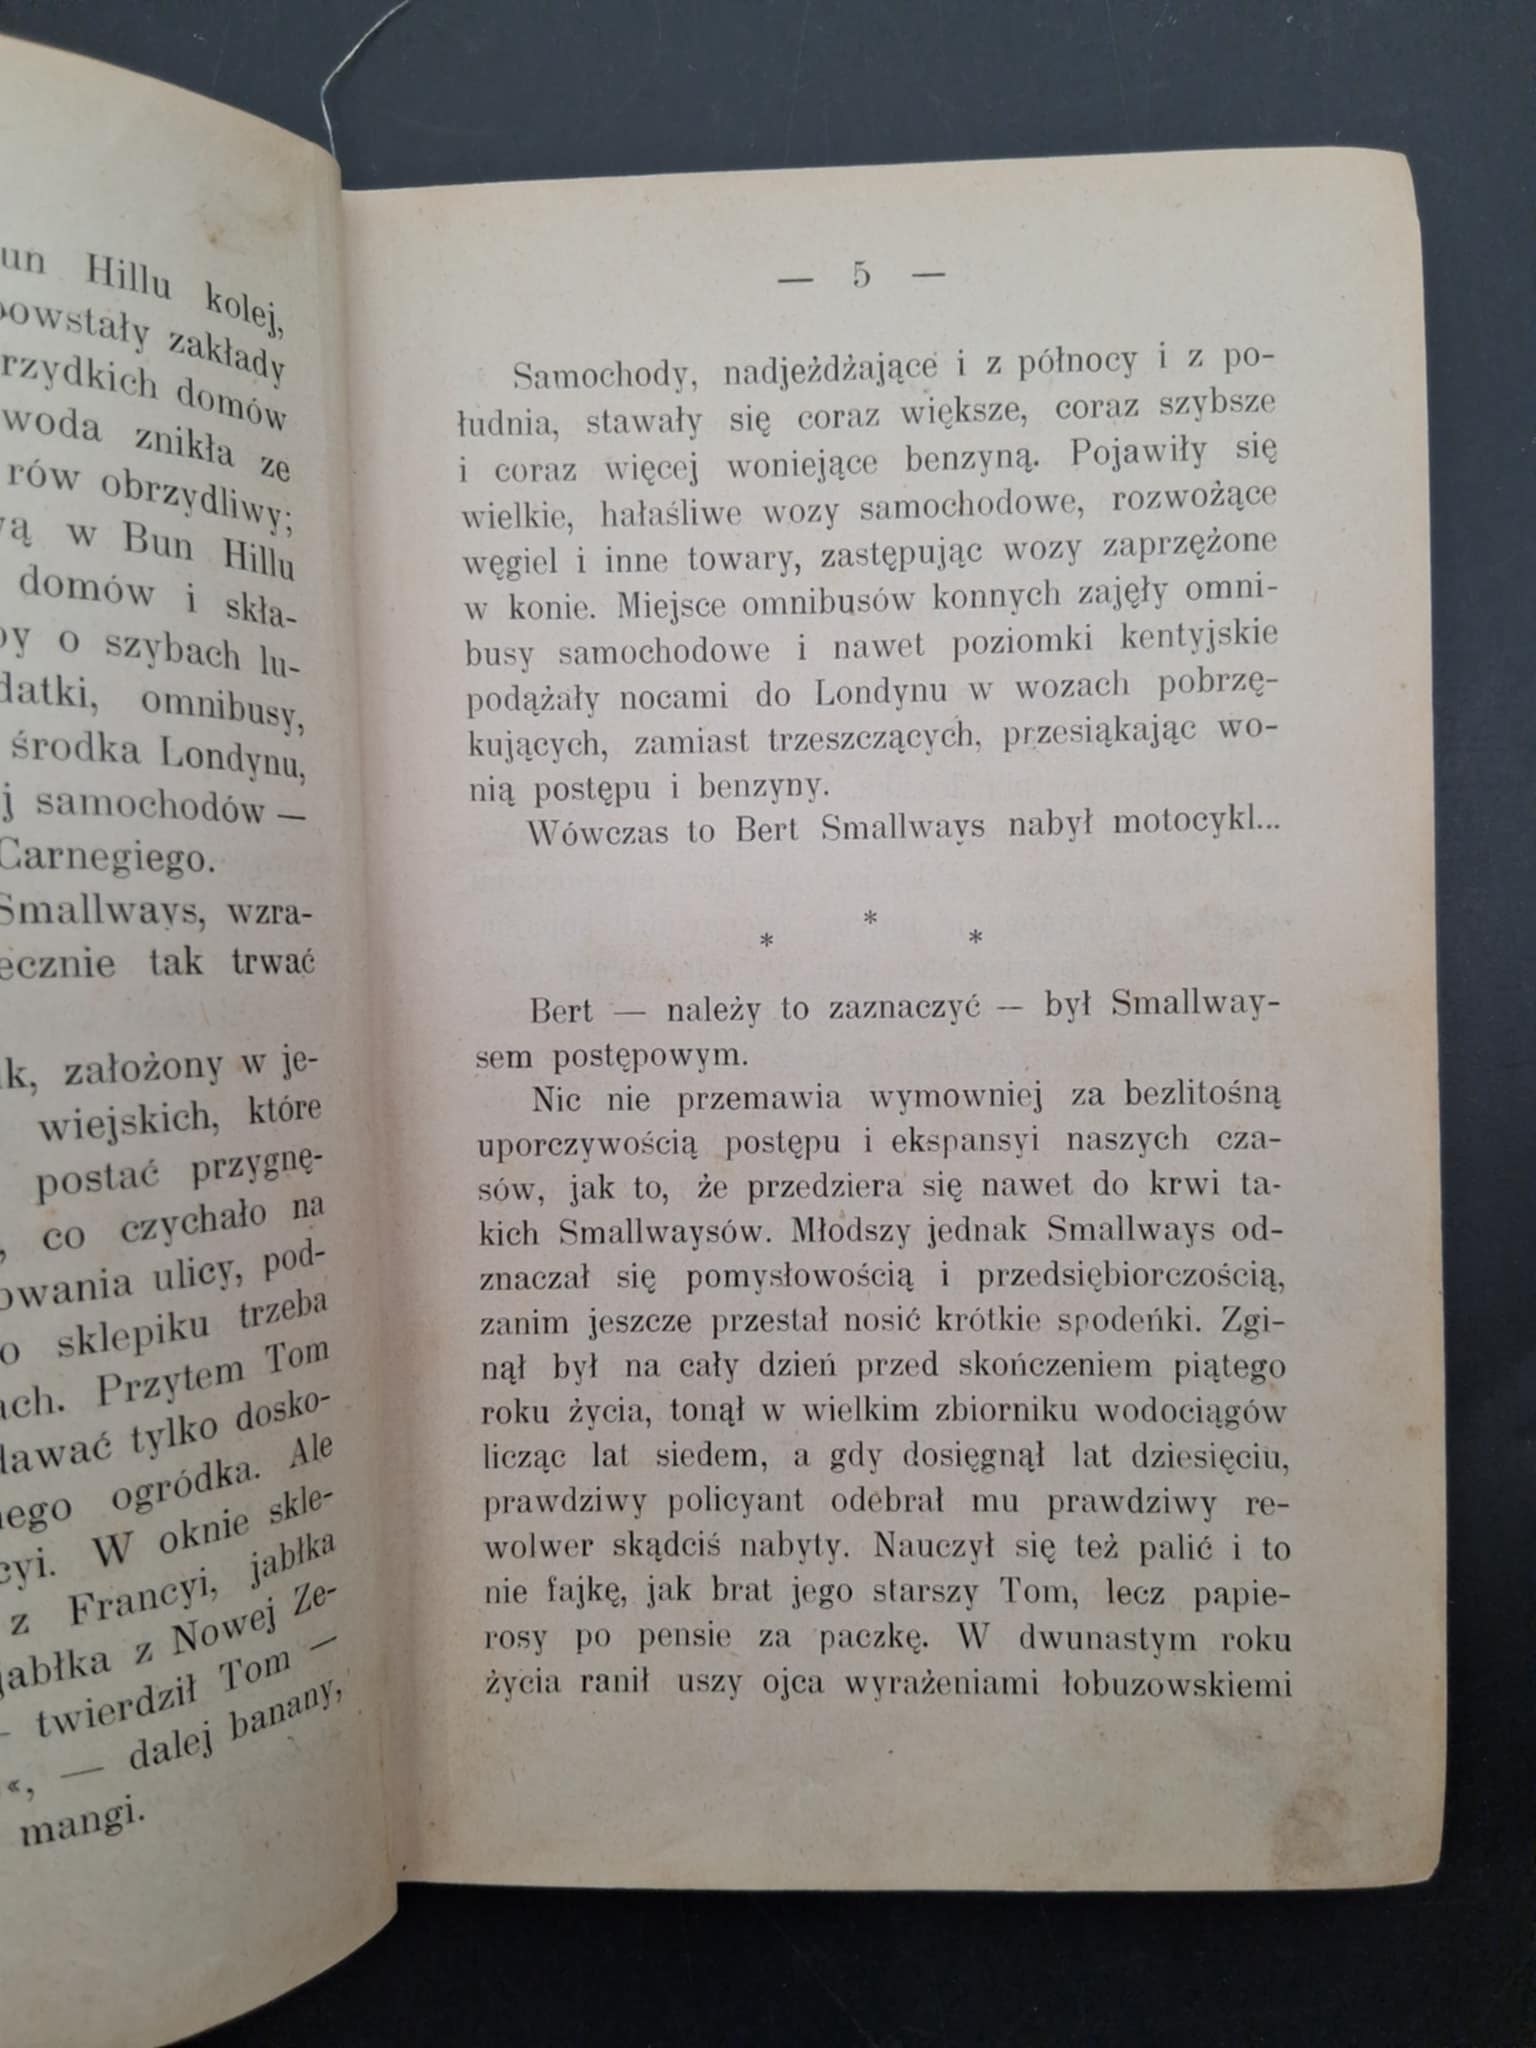 un Hillu kolej,
powstały zakłady
rzydkich domów
woda znikła ze
rów obrzydliwy;
w Bun Hillu
domów i skła-
o szybach lu-
datki, omnibusy,
środka Londynu,
j samochodów —
Carnegiego.
Smallways, wzra-
ecznie tak trwać
k, założony w je-
wiejskich, które
postać przygnę-
, co czychało na
owania ulicy, pod-
o sklepiku trzeba
ach. Przytem Tom
dawać tylko dosko-
nego ogródka. Ale
cyi. W oknie skle-
z Francyi, jabłka
jabłka z Nowej Ze-
— twierdził Tom —
«, — dalej banany,
mangi.
— 5 —
Samochody, nadjeżdżające i z północy i z po-
łudnia, stawały się coraz większe, coraz szybsze
i coraz więcej woniejące benzyną. Pojawiły się
wielkie, hałaśliwe wozy samochodowe, rozwożące
węgiel i inne towary, zastępując wozy zaprzężone
w konie. Miejsce omnibusów konnych zajęły omni-
busy samochodowe i nawet poziomki kentyjskie
podążały nocami do Londynu w wozach pobrzę-
kujących, zamiast trzeszczących, przesiąkając wo-
nią postępu i benzyny.
Wówczas to Bert Smallways nabył motocykl...
* * *
Bert — należy to zaznaczyć — był Smallway-
sem postępowym.
Nic nie przemawia wymowniej za bezlitośną
uporczywością postępu i ekspansyi naszych cza-
sów, jak to, że przedziera się nawet do krwi ta-
kich Smallwaysów. Młodszy jednak Smallways od-
znaczał się pomysłowością i przedsiębiorczością,
zanim jeszcze przestał nosić krótkie spodeńki. Zgi-
nął był na cały dzień przed skończeniem piątego
roku życia, tonął w wielkim zbiorniku wodociągów
licząc lat siedem, a gdy dosięgnął lat dziesięciu,
prawdziwy policyant odebrał mu prawdziwy re-
wolwer skądciś nabyty. Nauczył się też palić i to
nie fajkę, jak brat jego starszy Tom, lecz papie-
rosy po pensie za paczkę. W dwunastym roku
życia ranił uszy ojca wyrażeniami łobuzowskiemi